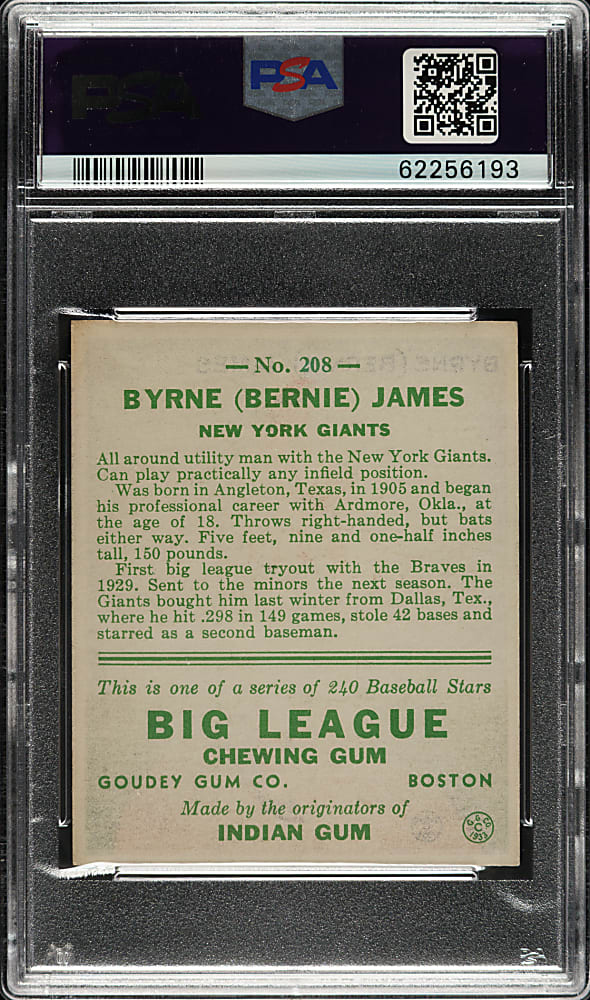 PSA
PSA
62256193
— No. 208 —
BYRNE (BERNIE) JAMES
NEW YORK GIANTS
All around utility man with the New York Giants.
Can play practically any infield position.
Was born in Angleton, Texas, in 1905 and began
his professional career with Ardmore, Okla., at
the age of 18. Throws right-handed, but bats
either way. Five feet, nine and one-half inches
tall, 150 pounds.
First big league tryout with the Braves in
1929. Sent to the minors the next season. The
Giants bought him last winter from Dallas, Tex.,
where he hit .298 in 149 games, stole 42 bases and
starred as a second baseman.
This is one of a series of 240 Baseball Stars
BIG LEAGUE
CHEWING GUM
GOUDEY GUM CO. BOSTON
Made by the originators of
INDIAN GUM
G. G. CO.
C
1933